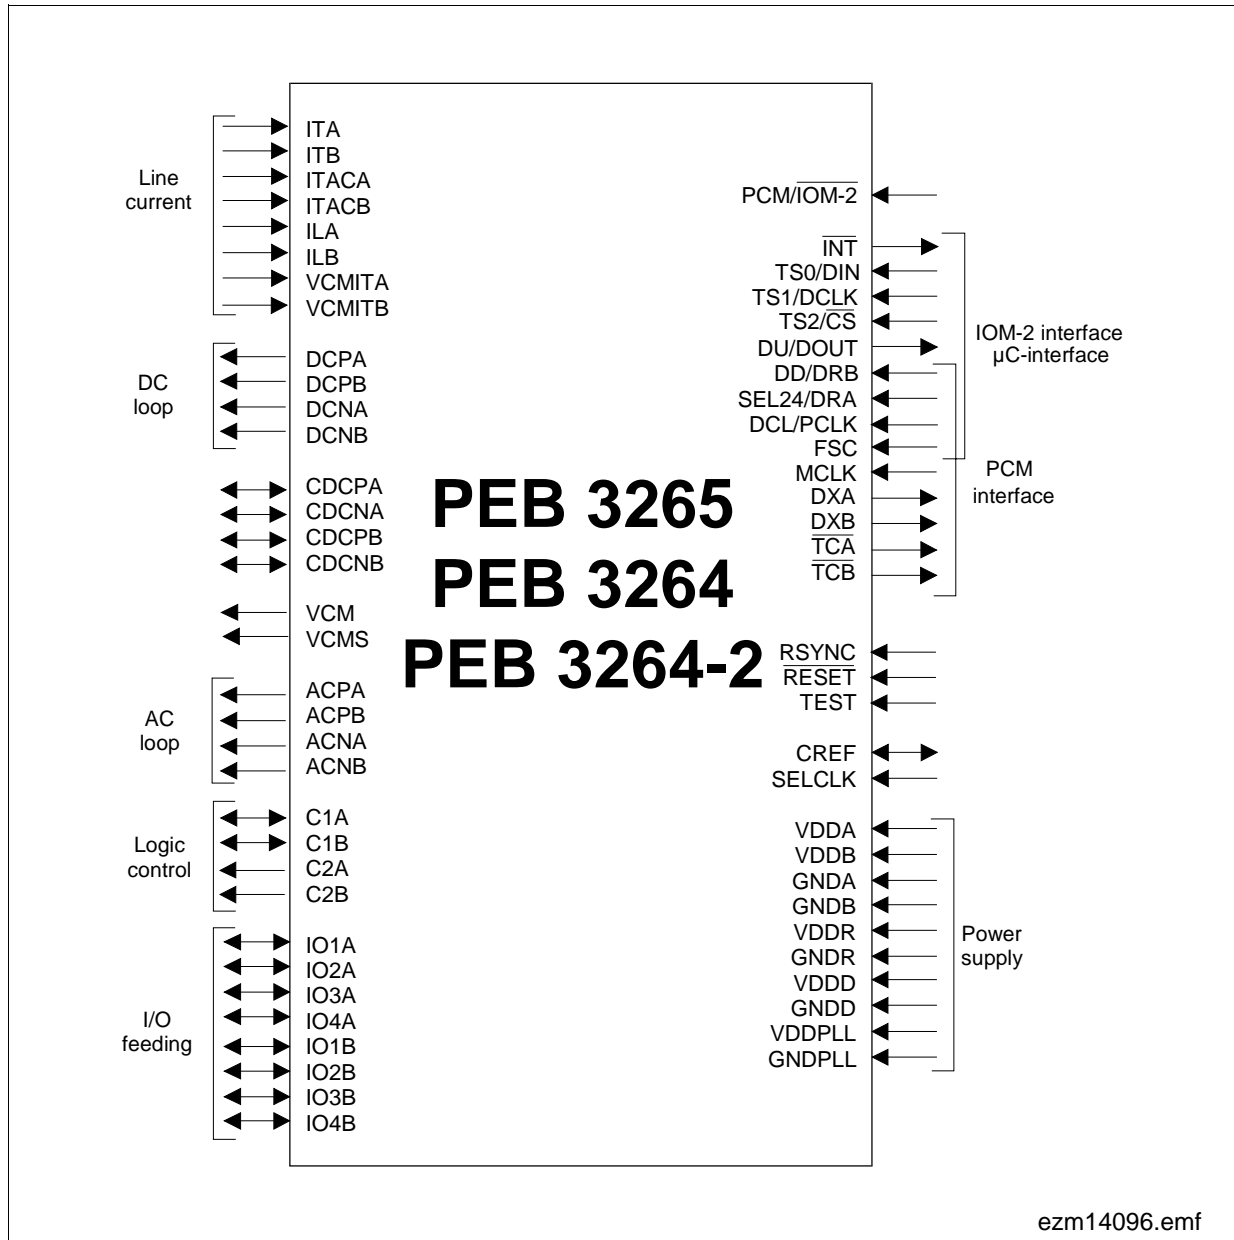 Line
current
ITA
ITB
ITACA
ITACB
ILA
ILB
VCMITA
VCMITB
DC
loop
DCPA
DCPB
DCNA
DCNB
CDCPA
CDCNA
CDCPB
CDCNB
VCM
VCMS
AC
loop
ACPA
ACPB
ACNA
ACNB
Logic
control
C1A
C1B
C2A
C2B
I/O
feeding
IO1A
IO2A
IO3A
IO4A
IO1B
IO2B
IO3B
IO4B
PEB 3265
PEB 3264
PEB 3264-2
PCM/IOM-2
INT
TS0/DIN
TS1/DCLK
TS2/CS
DU/DOUT
DD/DRB
SEL24/DRA
DCL/PCLK
FSC
MCLK
DXA
DXB
TCA
TCB
IOM-2 interface
µC-interface
PCM
interface
RSYNC
RESET
TEST
CREF
SELCLK
VDDA
VDDB
GNDA
GNDB
VDDR
GNDR
VDDD
GNDD
VDDPLL
GNDPLL
Power
supply
ezm14096.emf